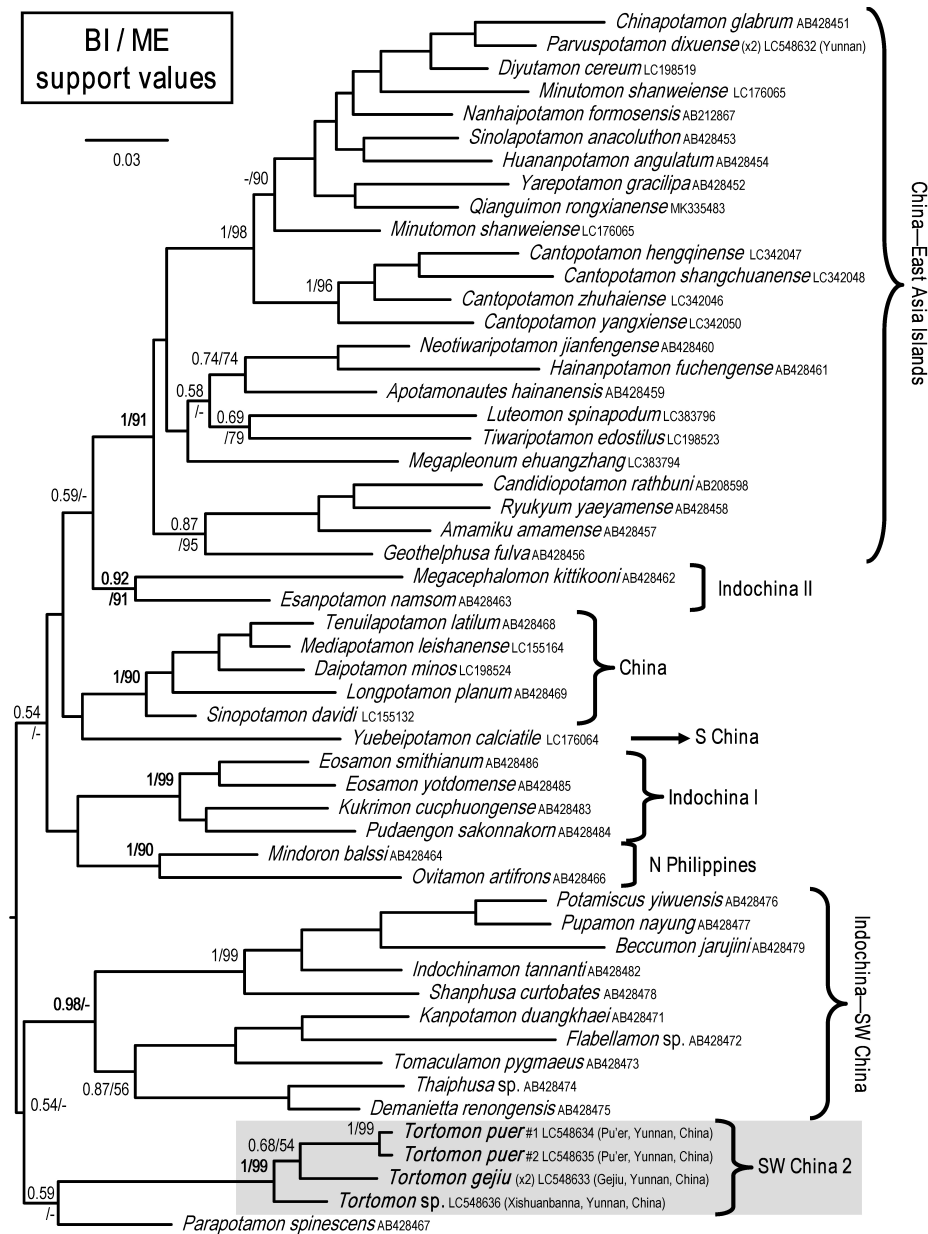 BI / ME
support values
0.03
Chinapotamon glabrum AB428451
Parvuspotamon dixuense (x2) LC548632 (Yunnan)
Diyutamon cereum LC198519
Minutomon shanweiense LC176065
Nanhaipotamon formosensis AB212867
Sinolapotamon anacoluthon AB428453
Huananpotamon angulatum AB428454
-/90
Yarepotamon gracilipa AB428452
Qianguimon rongxianense MK335483
1/98
Minutomon shanweiense LC176065
Cantopotamon hengqinense LC342047
Cantopotamon shangchuanense LC342048
1/96
Cantopotamon zhuhaiense LC342046
Cantopotamon yangxiense LC342050
China—East Asia Islands
Neotiwaripotamon jianfengense AB428460
0.74/74
Hainanpotamon fuchengense AB428461
Apotamonautes hainanensis AB428459
0.58
/-
Luteomon spinapodum LC383796
0.69
/79
Tiwaripotamon edostilus LC198523
1/91
Megapleonum ehuangzhang LC383794
Candidiopotamon rathbuni AB208598
0.59/-
Ryukyum yaeyamense AB428458
Amamiku amamense AB428457
0.87
/95
Geothelphusa fulva AB428456
Megacephalomon kittikooni AB428462
0.92
/91
Indochina II
Esanpotamon namsom AB428463
Tenuilapotamon latilum AB428468
Mediapotamon leishanense LC155164
Daipotamon minos LC198524
China
1/90
Longpotamon planum AB428469
Sinopotamon davidi LC155132
0.54
/-
Yuebeipotamon calciatile LC176064
S China
Eosamon smithianum AB428486
1/99
Eosamon yotdomense AB428485
Indochina I
Kukrimon cucphuongense AB428483
Pudaengon sakonnakorn AB428484
1/90
Mindoron balssi AB428464
N Philippines
Ovitamon artifrons AB428466
Potamiscus yiwuensis AB428476
Pupamon nayung AB428477
Beccumon jarujini AB428479
1/99
Indochinamon tannanti AB428482
Shanphusa curtobates AB428478
0.98/-
Kanpotamon duangkhaei AB428471
Flabellamon sp. AB428472
Indochina—SW China
Tomaculamon pygmaeus AB428473
0.87/56
Thaiphusa sp. AB428474
0.54/-
Demanietta renongensis AB428475
1/99
Tortomon puer #1 LC548634 (Pu'er, Yunnan, China)
0.68/54
Tortomon puer #2 LC548635 (Pu'er, Yunnan, China)
1/99
SW China 2
Tortomon gejiu (x2) LC548633 (Gejiu, Yunnan, China)
Tortomon sp. LC548636 (Xishuanbanna, Yunnan, China)
0.59
/-
Parapotamon spinescens AB428467